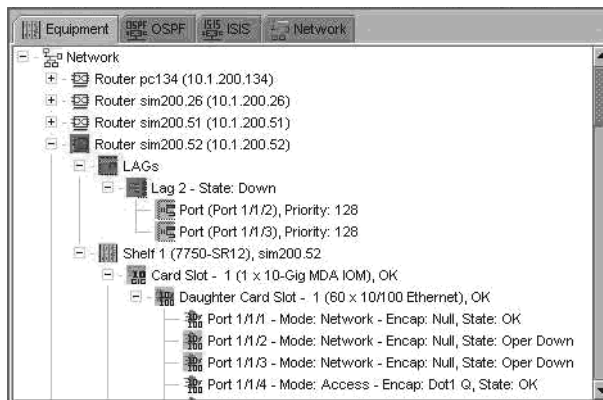 Equipment OSPF ISIS Network
Network
Router pc134 (10.1.200.134)
Router sim200.26 (10.1.200.26)
Router sim200.51 (10.1.200.51)
Router sim200.52 (10.1.200.52)
LAGs
Lag 2 - State: Down
Port (Port 1/1/2), Priority: 128
Port (Port 1/1/3), Priority: 128
Shelf 1 (7750-SR12), sim200.52
Card Slot - 1 (1 x 10-Gig MDA IOM), OK
Daughter Card Slot - 1 (60 x 10/100 Ethernet), OK
Port 1/1/1 - Mode: Network - Encap: Null, State: OK
Port 1/1/2 - Mode: Network - Encap: Null, State: Oper Down
Port 1/1/3 - Mode: Network - Encap: Null, State: Oper Down
Port 1/1/4 - Mode: Access - Encap: Dot1 Q, State: OK